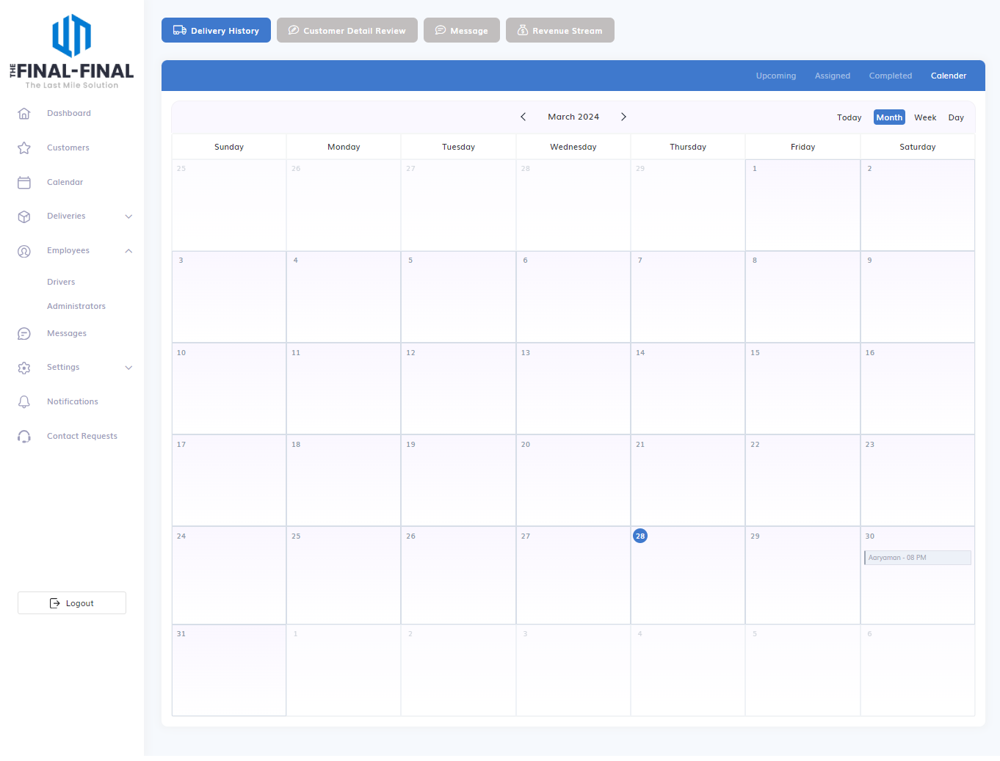 THE FINAL-FINAL
The Last Mile Solution
Dashboard
Customers
Calendar
Deliveries
Employees
Drivers
Administrators
Messages
Settings
Notifications
Contact Requests
Logout
Delivery History Customer Detail Review Message Revenue Stream
Upcoming Assigned Completed Calender
March 2024 Today Month Week Day
Sunday Monday Tuesday Wednesday Thursday Friday Saturday
25 26 27 28 29 1 2
3 4 5 6 7 8 9
10 11 12 13 14 15 16
17 18 19 20 21 22 23
24 25 26 27 28 29 30
Aaryaman - 08 PM
31 1 2 3 4 5 6